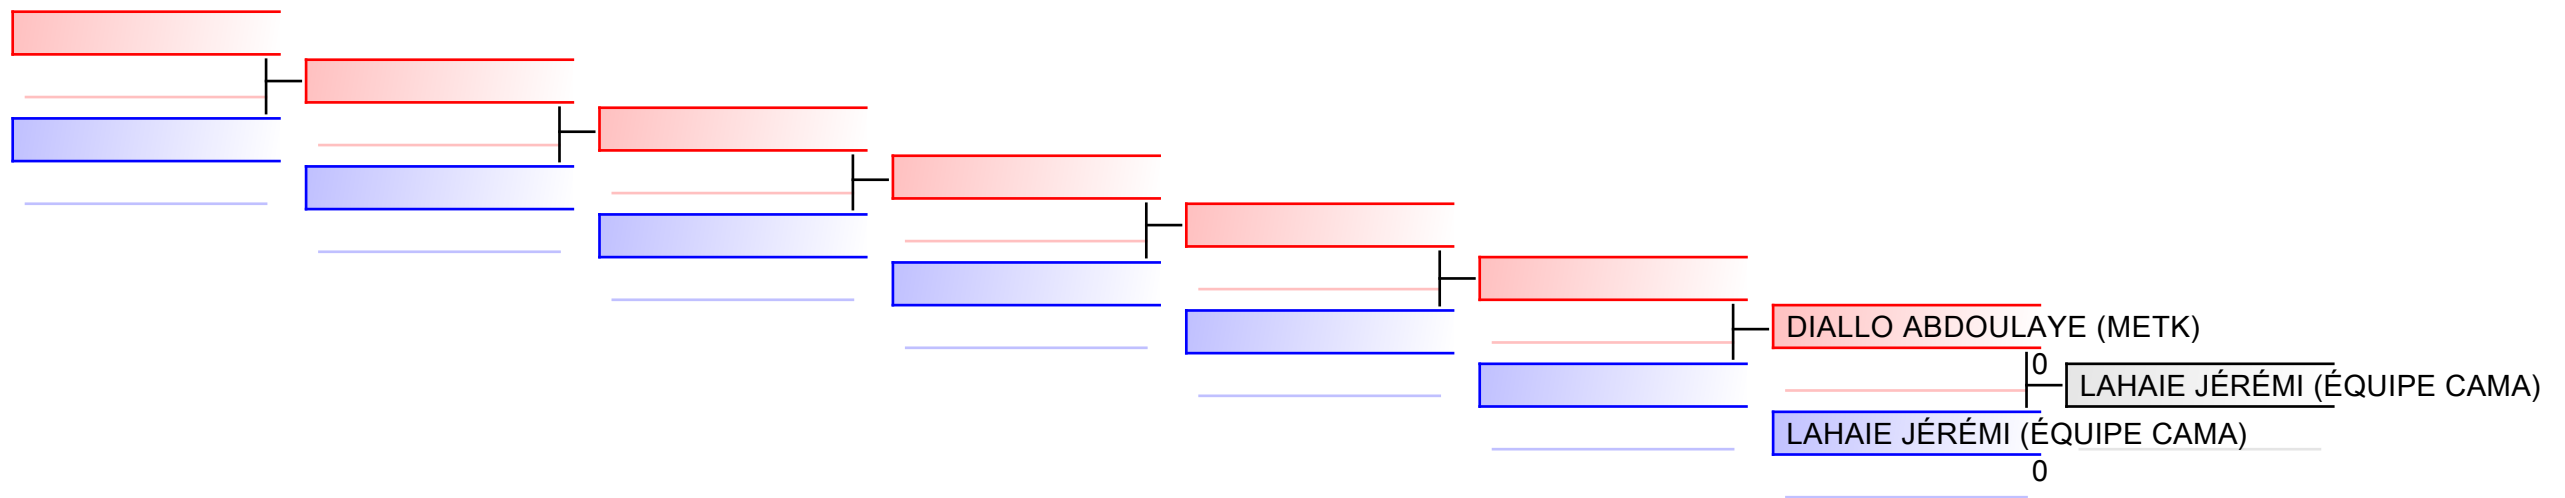 DIALLO ABDOULAYE (METK)
0
LAHAIE JÉRÉMI (ÉQUIPE CAMA)
LAHAIE JÉRÉMI (ÉQUIPE CAMA)
0